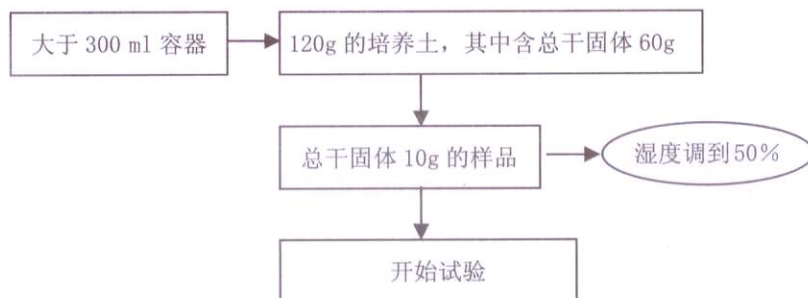 大于 300 ml 容器
120g 的培养土，其中含总干固体 60g
总干固体 10g 的样品
湿度调到 50%
开始试验